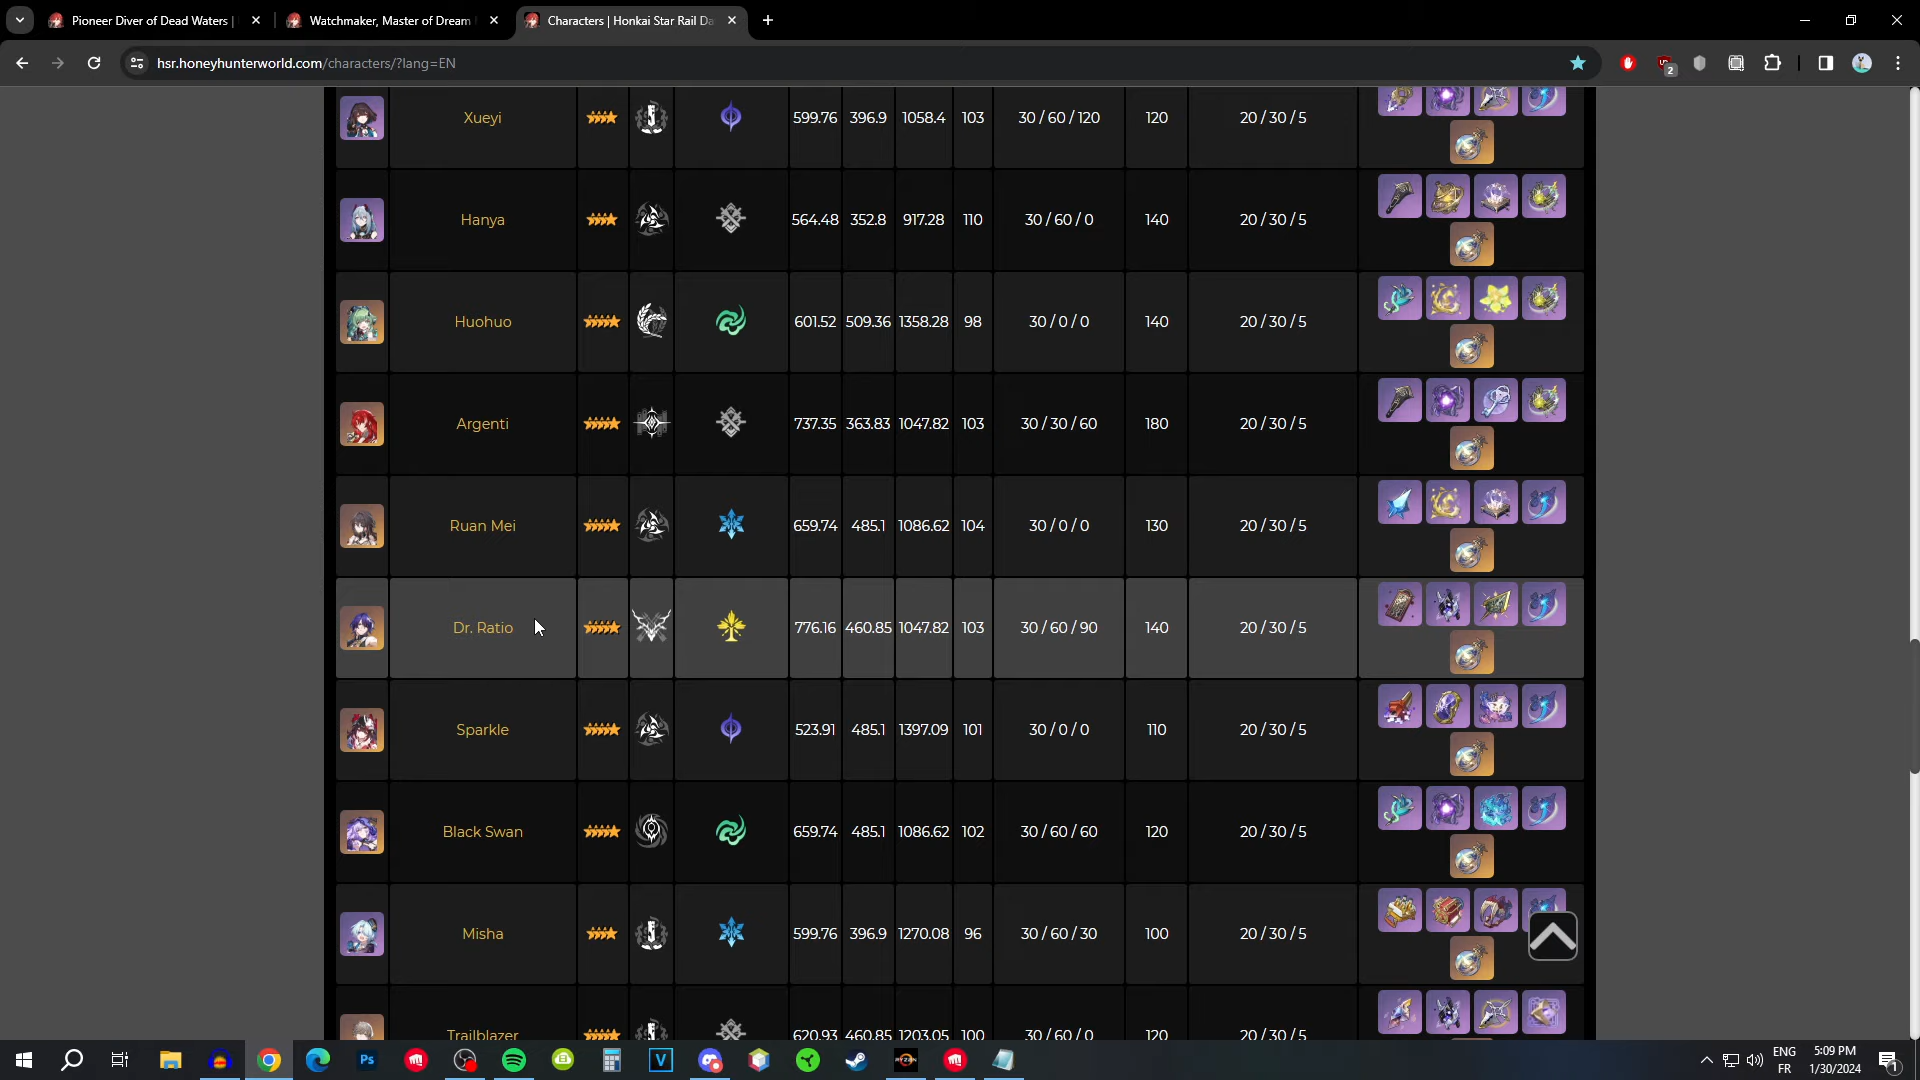 Pioneer Diver of Dead Waters |
Watchmaker, Master of Dream
Characters | Honkai Star Rail Da
hsr.honeyhunterworld.com/characters/?lang=EN
2
Xueyi 599.76 396.9 1058.4 103 30 / 60 / 120 120 20 / 30 / 5
Hanya 564.48 352.8 917.28 110 30 / 60 / 0 140 20 / 30 / 5
Huohuo 601.52 509.36 1358.28 98 30 / 0 / 0 140 20 / 30 / 5
Argenti 737.35 363.83 1047.82 103 30 / 30 / 60 180 20 / 30 / 5
Ruan Mei 659.74 485.1 1086.62 104 30 / 0 / 0 130 20 / 30 / 5
Dr. Ratio 776.16 460.85 1047.82 103 30 / 60 / 90 140 20 / 30 / 5
Sparkle 523.91 485.1 1397.09 101 30 / 0 / 0 110 20 / 30 / 5
Black Swan 659.74 485.1 1086.62 102 30 / 60 / 60 120 20 / 30 / 5
Misha 599.76 396.9 1270.08 96 30 / 60 / 30 100 20 / 30 / 5
Trailblazer 620.93 460.85 1203.05 100 30 / 60 / 0 120 20 / 30 / 5
Ps
V
RYZEN
ENG
FR
5:09 PM
1/30/2024
1